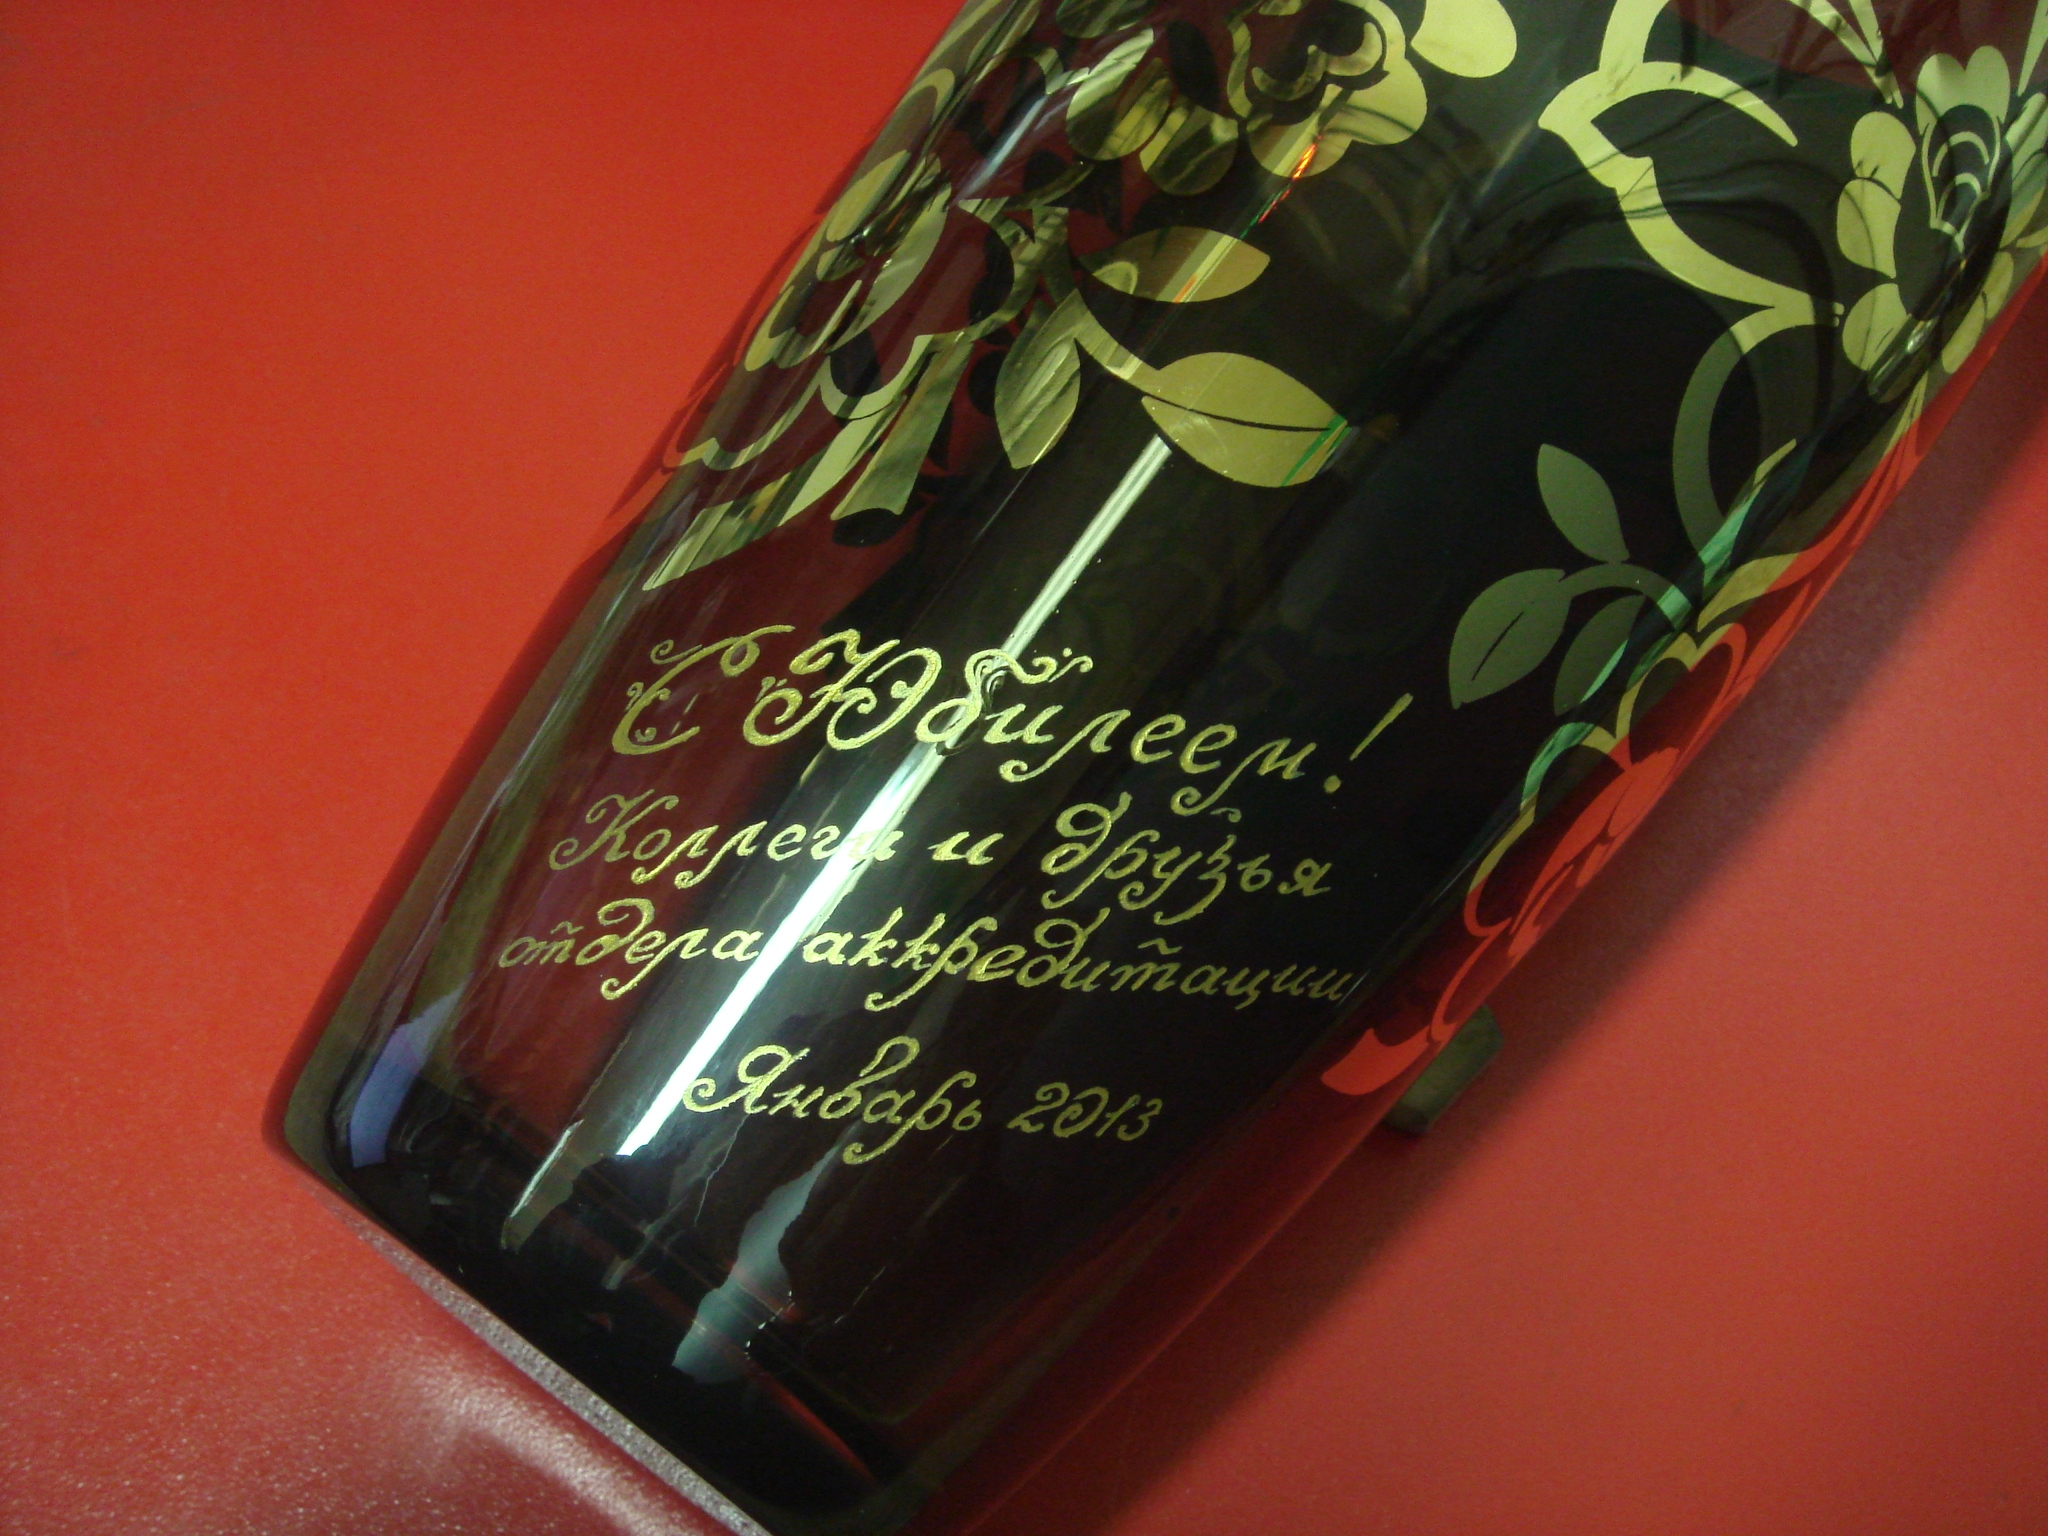 С Юбилеем!
Коллеги и друзья
отдела аккредитации
Январь 2013